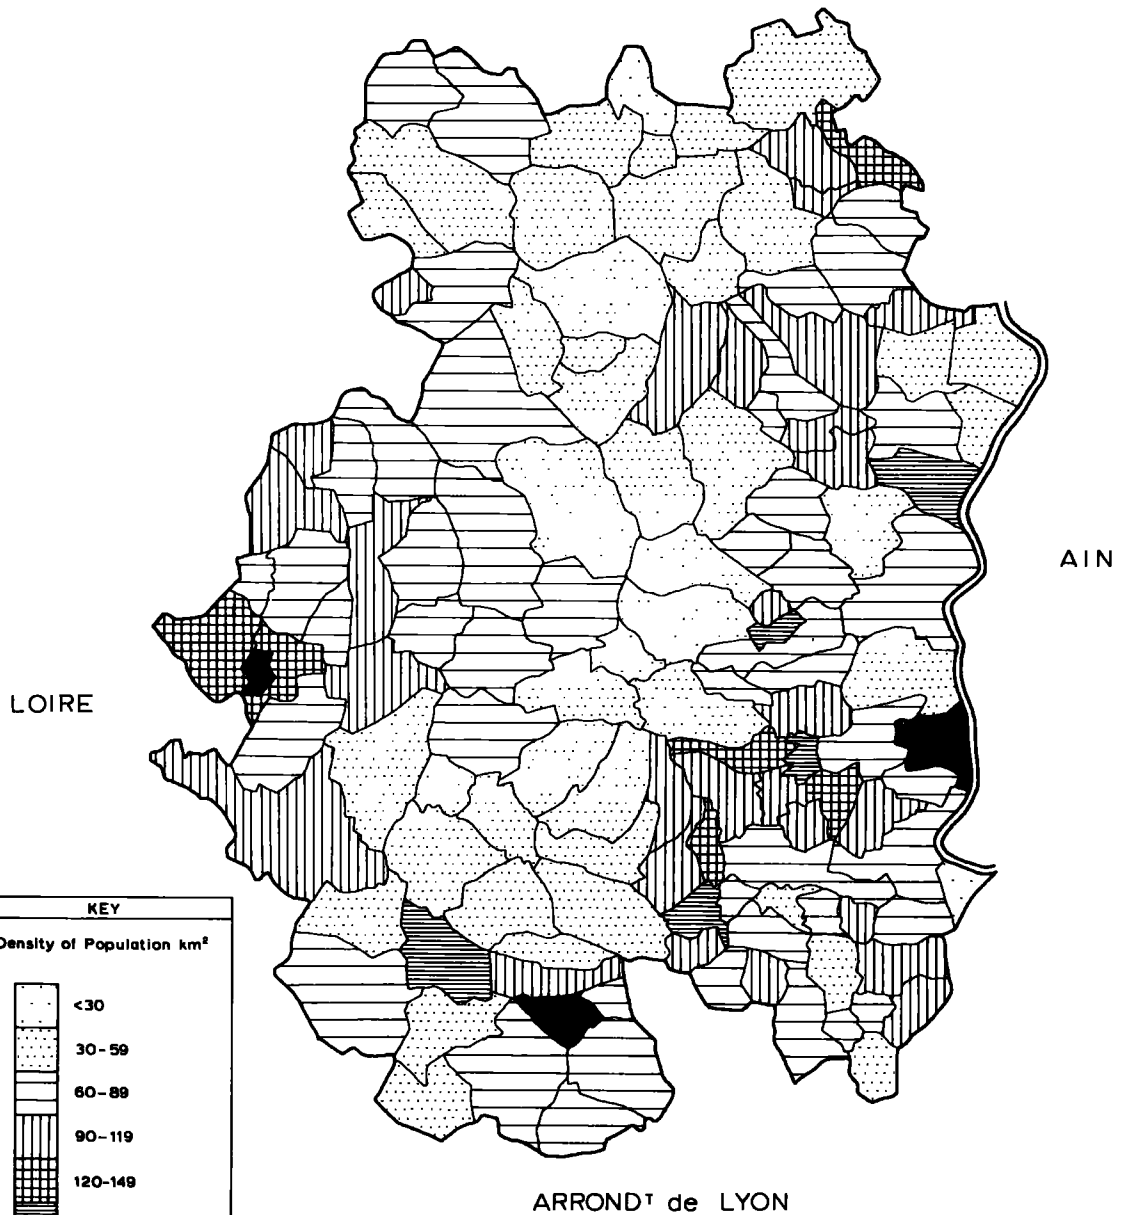 AIN
LOIRE
KEY
Density of Population km²
<30
30-59
60-89
90-119
120-149
ARRONDᵀ de LYON